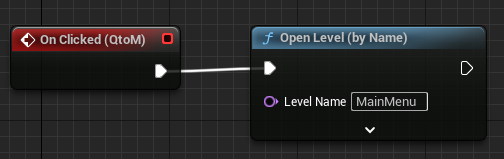 On Clicked (QtoM)
Open Level (by Name)
Level Name MainMenu